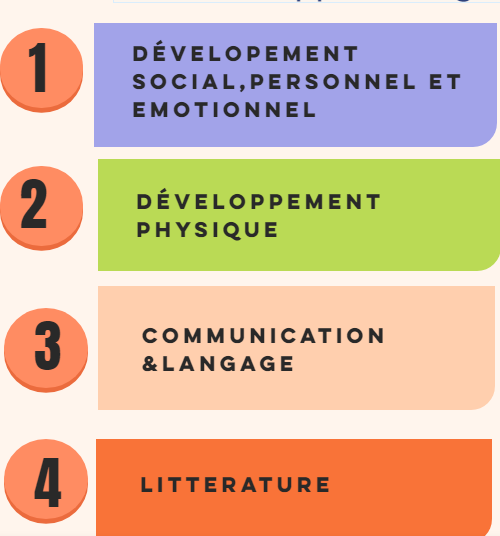 1
DÉVELOPEMENT
SOCIAL,PERSONNEL ET
EMOTIONNEL
2
DÉVELOPPEMENT
PHYSIQUE
3
COMMUNICATION
&LANGAGE
4
LITTERATURE